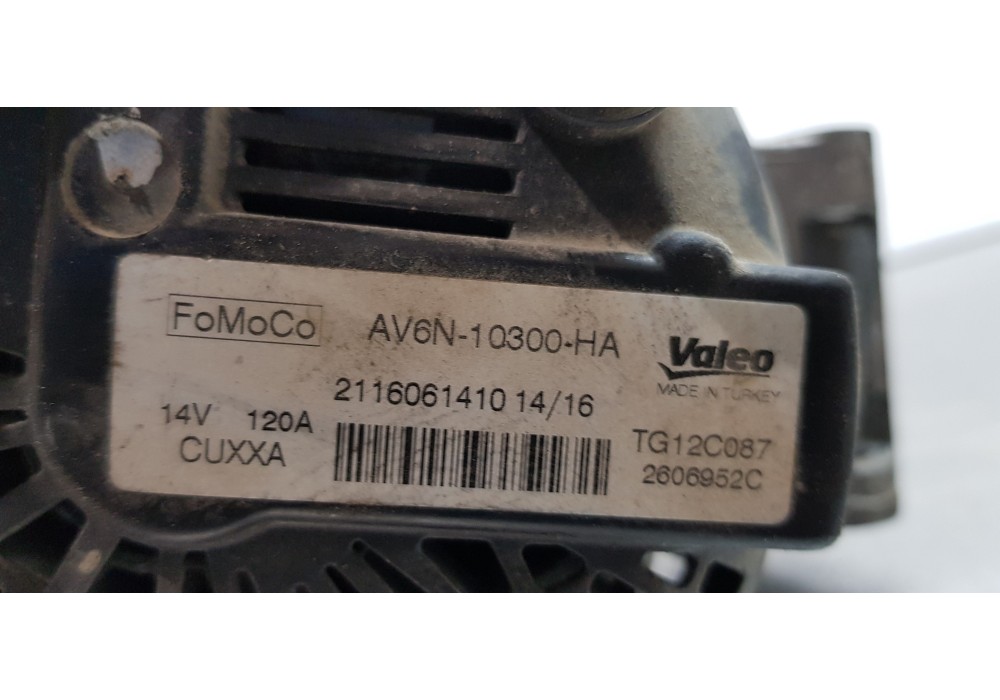 FoMoCo AV6N-10300-HA Valeo
MADE IN TURKEY
2116061410 14/16
14V 120A TG12C087
CUXXA 2606952C